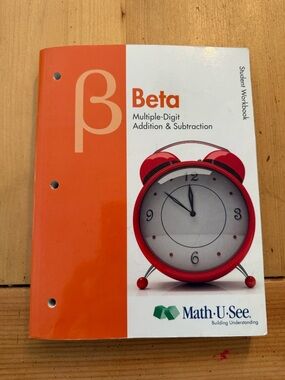 β
Beta
Multiple-Digit
Addition & Subtraction
Student Workbook
12
9
3
6
Math·U·See®
Building Understanding